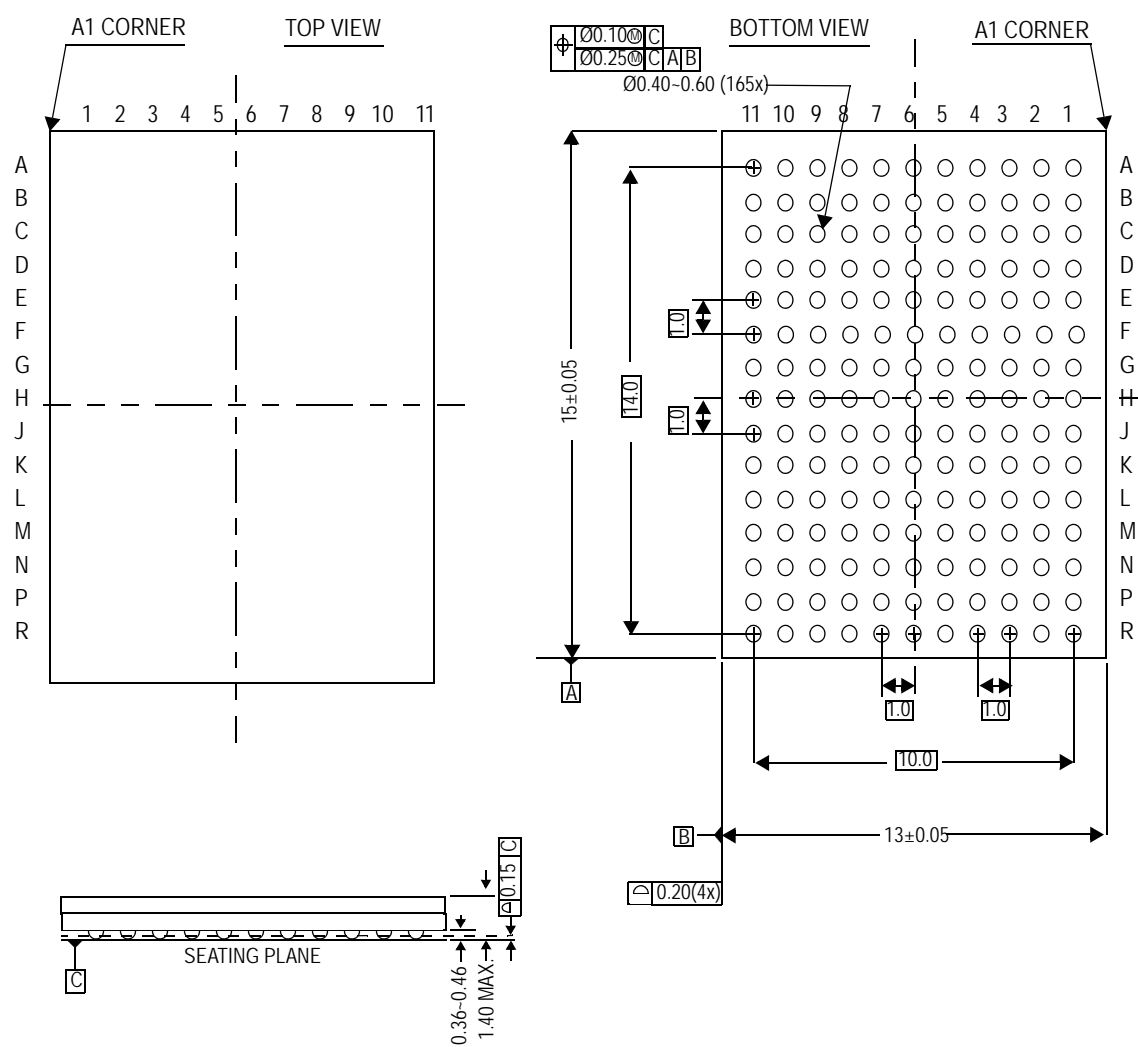 A1 CORNER
TOP VIEW
1 2 3 4 5 6 7 8 9 10 11
A
B
C
D
E
F
G
H
J
K
L
M
N
P
R
Ø0.10Ⓜ C
Ø0.25Ⓜ C A B
BOTTOM VIEW
A1 CORNER
Ø0.40~0.60 (165x)
11 10 9 8 7 6 5 4 3 2 1
A
B
C
D
E
F
G
H
J
K
L
M
N
P
R
1.0
1.0
14.0
15±0.05
A
1.0
1.0
10.0
B
13±0.05
0.20(4x)
0.15 C
SEATING PLANE
C
0.36~0.46
1.40 MAX.